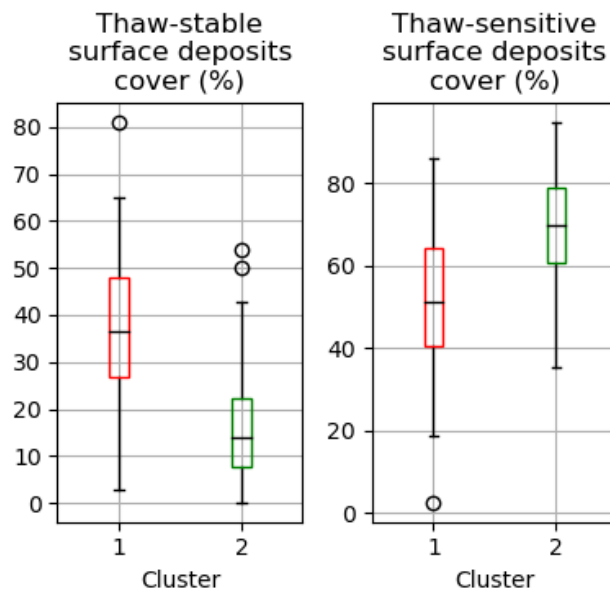 Thaw-stable
surface deposits
cover (%)
80
70
60
50
40
30
20
10
0
1
2
Cluster
Thaw-sensitive
surface deposits
cover (%)
80
60
40
20
0
1
2
Cluster